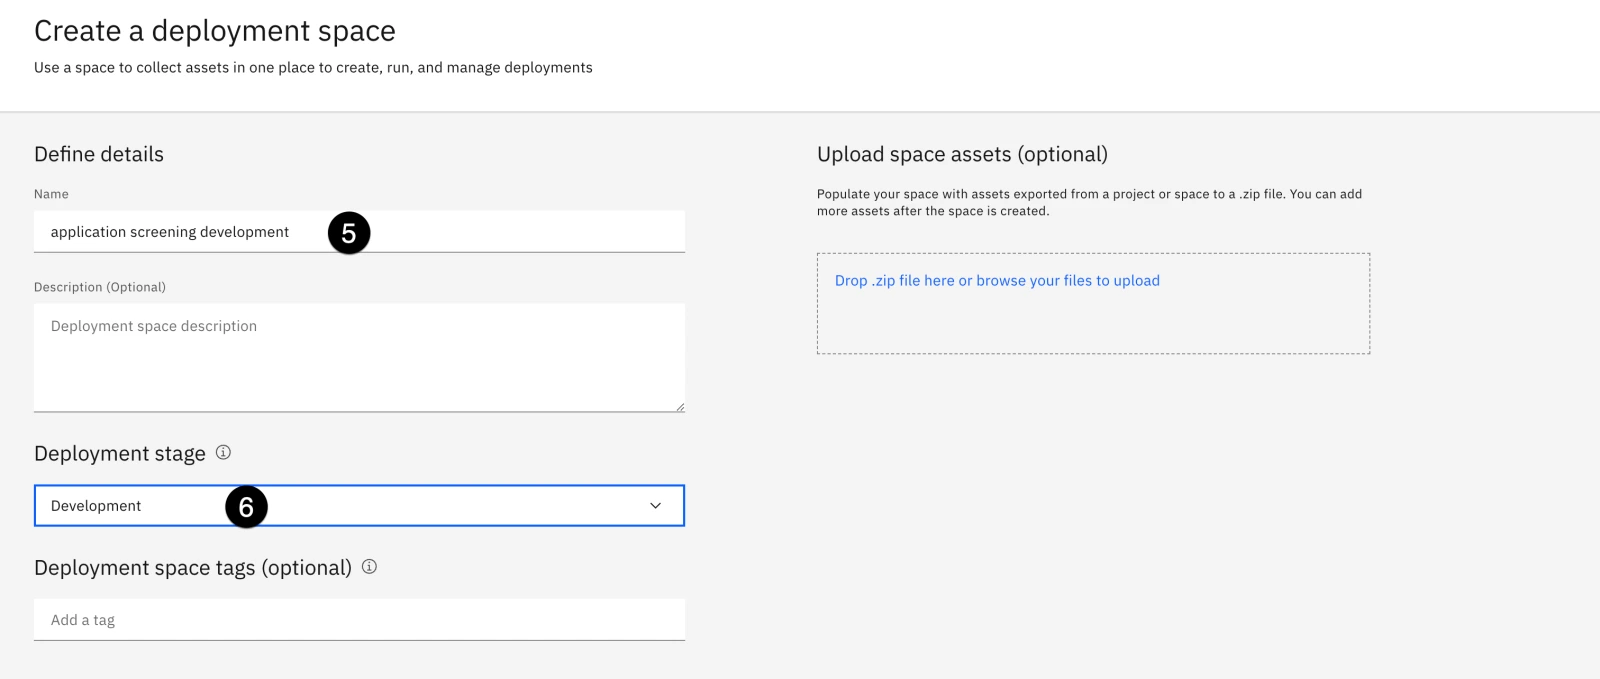 Create a deployment space
Use a space to collect assets in one place to create, run, and manage deployments
Define details
Name
application screening development
5
Description (Optional)
Deployment space description
Deployment stage
Development
6
Deployment space tags (optional)
Add a tag
Upload space assets (optional)
Populate your space with assets exported from a project or space to a .zip file. You can add
more assets after the space is created.
Drop .zip file here or browse your files to upload